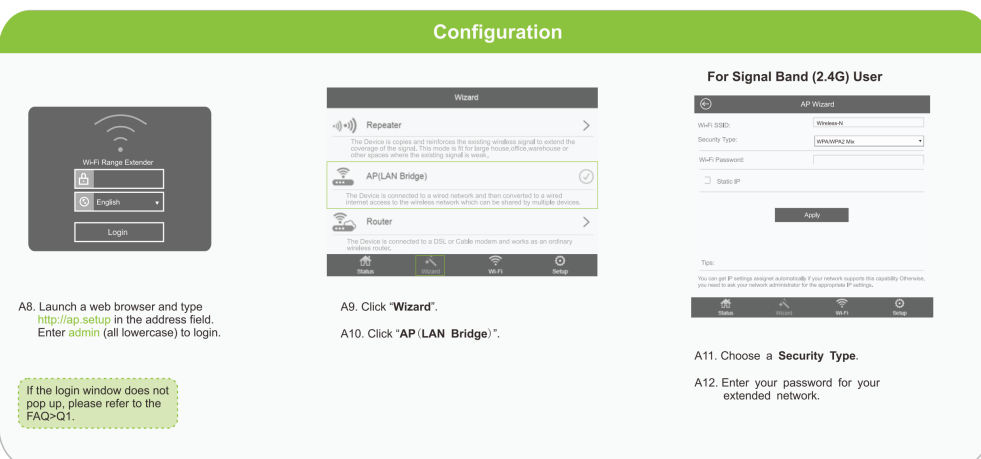 Configuration
Wi-Fi Range Extender
English
Login
A8. Launch a web browser and type
http://ap.setup in the address field.
Enter admin (all lowercase) to login.
If the login window does not
pop up, please refer to the
FAQ>Q1.
Wizard
Repeater
The Device is copies and reinforces the existing wireless signal to extend the
coverage of the signal. This mode is fit for large house,office,warehouse or
other spaces where the existing signal is weak,.
AP(LAN Bridge)
The Device is connected to a wired network and then converted to a wired
internet access to the wireless network which can be shared by multiple devices.
Router
The Device is connected to a DSL or Cable modem and works as an ordinary
wireless router,
Status Wizard Wi-Fi Setup
A9. Click “Wizard”.
A10. Click “AP（LAN Bridge）”.
For Signal Band (2.4G) User
AP Wizard
Wi-Fi SSID: Wireless-N
Security Type: WPA/WPA2 Mix
Wi-Fi Password:
Static IP
Apply
Tips:
You can get IP settings assignet automatically if your network supports this capability Otherwise,
you need to ask your network administrator for the appropriate IP settings.
Status Wizard Wi-Fi Setup
A11. Choose a Security Type.
A12. Enter your password for your
extended network.